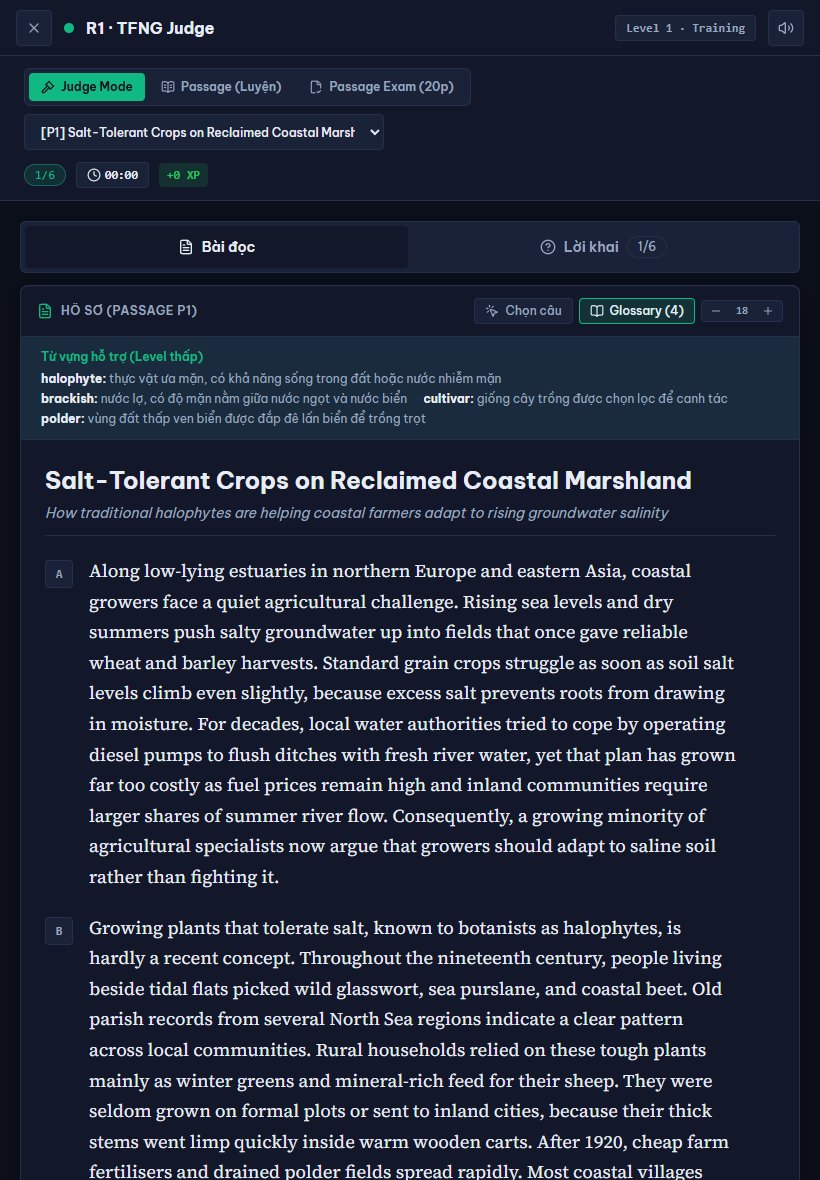 R1 · TFNG Judge
Level 1 · Training
Judge Mode
Passage (Luyện)
Passage Exam (20p)
[P1] Salt-Tolerant Crops on Reclaimed Coastal Marsh
1/6
00:00
+0 XP
Bài đọc
Lời khai 1/6
HỒ SƠ (PASSAGE P1)
Chọn câu
Glossary (4)
− 18 +
Từ vựng hỗ trợ (Level thấp)
halophyte: thực vật ưa mặn, có khả năng sống trong đất hoặc nước nhiễm mặn
brackish: nước lợ, có độ mặn nằm giữa nước ngọt và nước biển cultivar: giống cây trồng được chọn lọc để canh tác
polder: vùng đất thấp ven biển được đắp đê lấn biển để trồng trọt
Salt-Tolerant Crops on Reclaimed Coastal Marshland
How traditional halophytes are helping coastal farmers adapt to rising groundwater salinity
A
Along low-lying estuaries in northern Europe and eastern Asia, coastal
growers face a quiet agricultural challenge. Rising sea levels and dry
summers push salty groundwater up into fields that once gave reliable
wheat and barley harvests. Standard grain crops struggle as soon as soil salt
levels climb even slightly, because excess salt prevents roots from drawing
in moisture. For decades, local water authorities tried to cope by operating
diesel pumps to flush ditches with fresh river water, yet that plan has grown
far too costly as fuel prices remain high and inland communities require
larger shares of summer river flow. Consequently, a growing minority of
agricultural specialists now argue that growers should adapt to saline soil
rather than fighting it.
B
Growing plants that tolerate salt, known to botanists as halophytes, is
hardly a recent concept. Throughout the nineteenth century, people living
beside tidal flats picked wild glasswort, sea purslane, and coastal beet. Old
parish records from several North Sea regions indicate a clear pattern
across local communities. Rural households relied on these tough plants
mainly as winter greens and mineral-rich feed for their sheep. They were
seldom grown on formal plots or sent to inland cities, because their thick
stems went limp quickly inside warm wooden carts. After 1920, cheap farm
fertilisers and drained polder fields spread rapidly. Most coastal villages